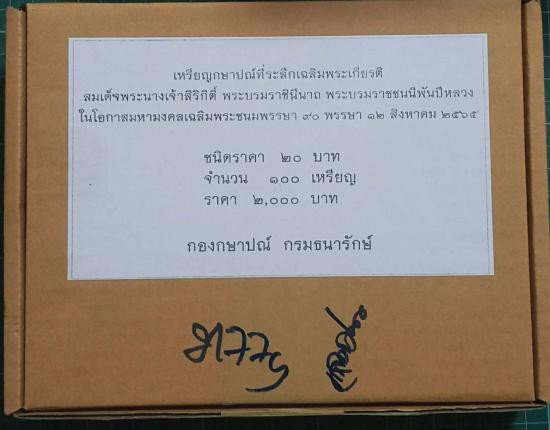 เหรียญกษาปณ์ที่ระลึกเฉลิมพระเกียรติ
สมเด็จพระนางเจ้าสิริกิติ์ พระบรมราชินีนาถ พระบรมราชชนนีพันปีหลวง
ในโอกาสมหามงคลเฉลิมพระชนมพรรษา ๙๐ พรรษา ๑๒ สิงหาคม ๒๕๖๕
ชนิดราคา ๒๐ บาท
จำนวน ๑๐๐ เหรียญ
ราคา ๒,๐๐๐ บาท
กองกษาปณ์ กรมธนารักษ์